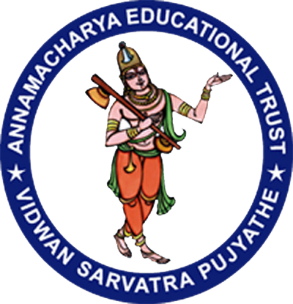 ANNAMACHARYA EDUCATIONAL TRUST
VIDWAN SARVATRA PUJYATHE